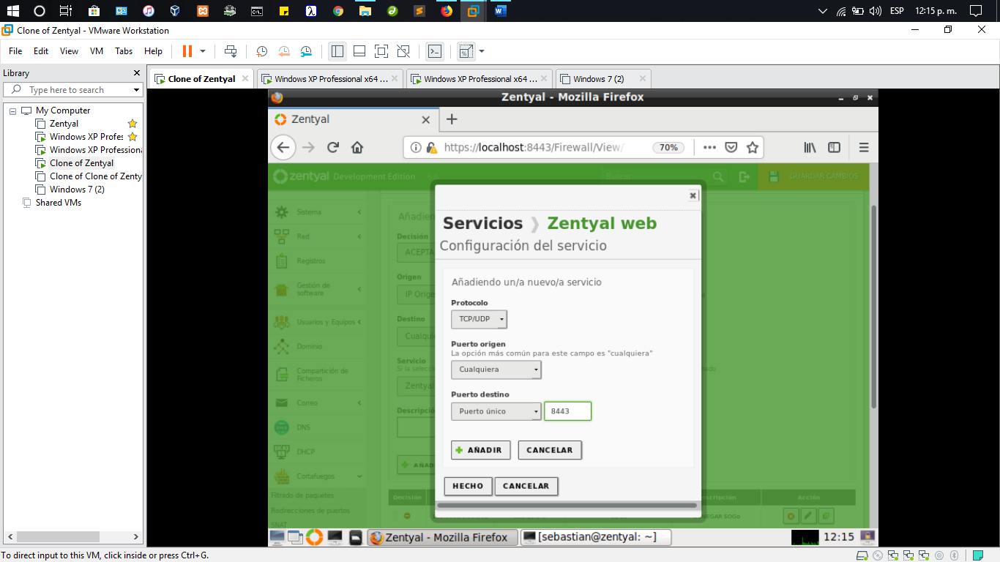 ESP 12:15 p. m.
Clone of Zentyal - VMware Workstation
File Edit View VM Tabs Help
Library
Clone of Zentyal
Windows XP Professional x64 ...
Windows XP Professional x64 ...
Windows 7 (2)
Type here to search
My Computer
Zentyal
Windows XP Profes
Windows XP Professiona
Clone of Zentyal
Clone of Clone of Zenty
Windows 7 (2)
Shared VMs
Zentyal - Mozilla Firefox
Zentyal
https://localhost:8443/Firewall/View/
70%
zentyal Development Edition
Buscar
GUARDAR CAMBIOS
Sistema
Red
Registros
Gestión de
software
Usuarios y Equipos
Dominio
Compartición de
Ficheros
Correo
DNS
DHCP
Cortafuegos
Filtrado de paquetes
Redirecciones de puertos
SNAT
Añadien
Decisión
ACEPTA
Origen
IP Orige
Destino
Cualqui
Servicio
Si la selecci
Zentyal
Descripció
AÑAD
Decisión
scripción
Acción
NEGAR SOGo
Servicios ❯ Zentyal web
Configuración del servicio
Añadiendo un/a nuevo/a servicio
Protocolo
TCP/UDP
Puerto origen
La opción más común para este campo es "cualquiera"
Cualquiera
Puerto destino
Puerto único 8443
AÑADIR CANCELAR
HECHO CANCELAR
Zentyal - Mozilla Firefox
[sebastian@zentyal: ~]
12:15
To direct input to this VM, click inside or press Ctrl+G.